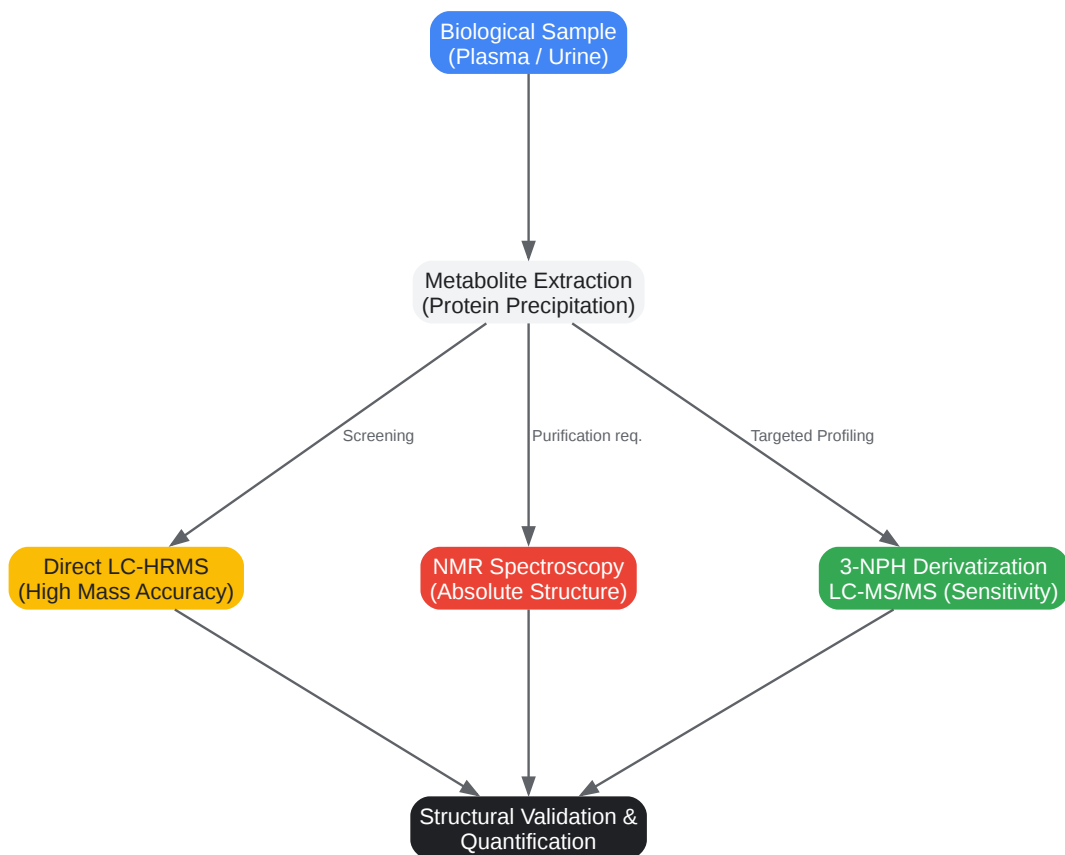 Biological Sample
(Plasma / Urine)
Metabolite Extraction
(Protein Precipitation)
Screening
Purification req.
Targeted Profiling
Direct LC-HRMS
(High Mass Accuracy)
NMR Spectroscopy
(Absolute Structure)
3-NPH Derivatization
LC-MS/MS (Sensitivity)
Structural Validation &
Quantification